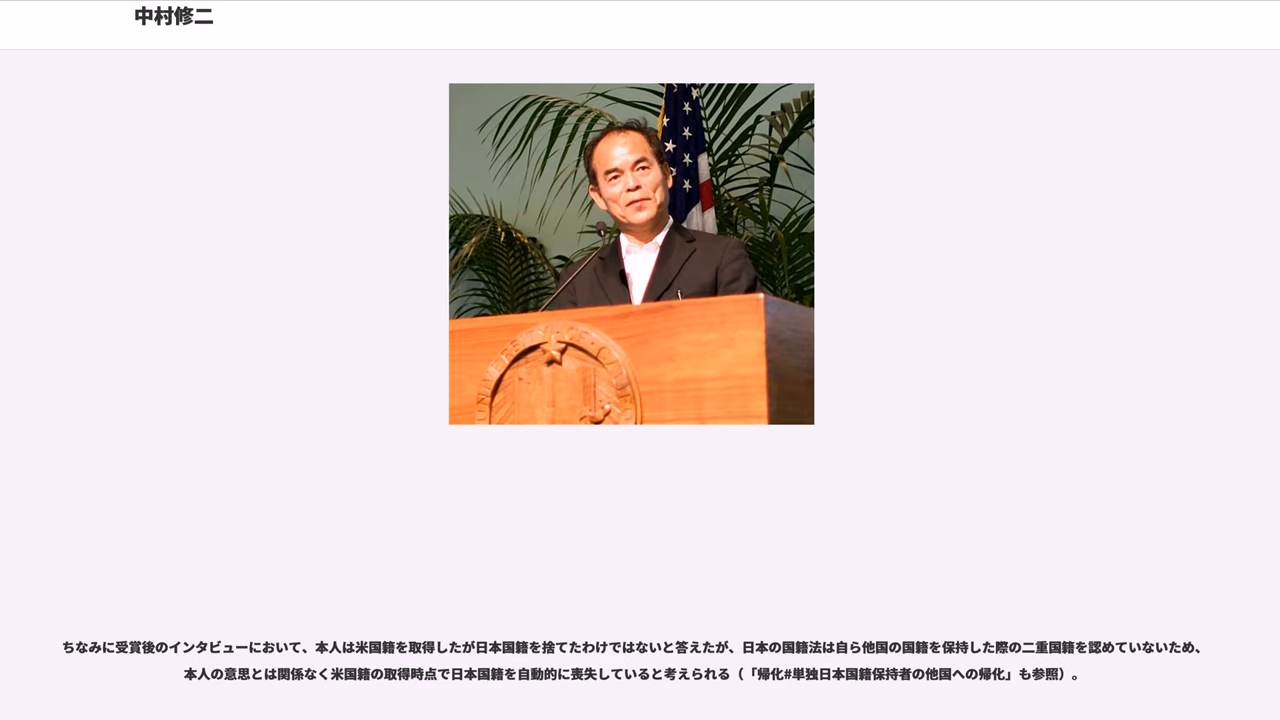 中村修二
UNIVERSITY OF CALIFO
ちなみに受賞後のインタビューにおいて、本人は米国籍を取得したが日本国籍を捨てたわけではないと答えたが、日本の国籍法は自ら他国の国籍を保持した際の二重国籍を認めていないため、
本人の意思とは関係なく米国籍の取得時点で日本国籍を自動的に喪失していると考えられる（「帰化#単独日本国籍保持者の他国への帰化」も参照）。